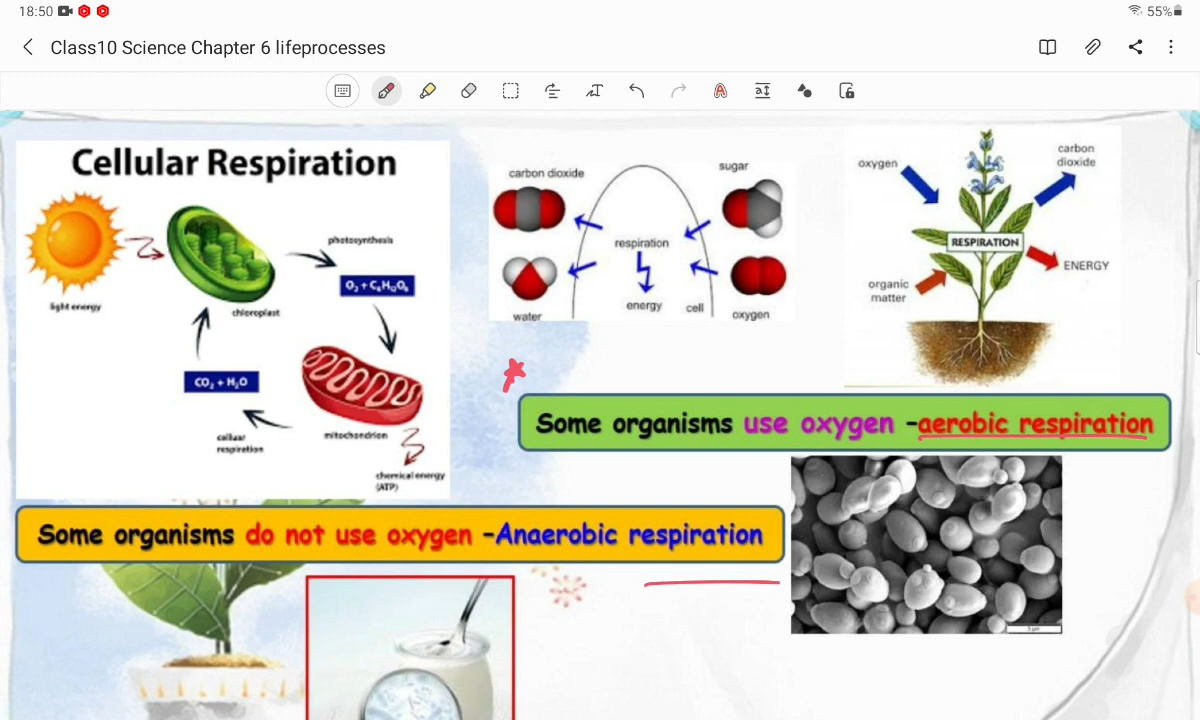 18:50
55%
Class10 Science Chapter 6 lifeprocesses
Cellular Respiration
light energy
chloroplast
photosynthesis
O₂ + C₆H₁₂O₆
CO₂ + H₂O
celluar
respiration
mitochondrion
chemical energy
(ATP)
carbon dioxide
sugar
respiration
energy
cell
water
oxygen
oxygen
carbon
dioxide
RESPIRATION
ENERGY
organic
matter
Some organisms use oxygen -aerobic respiration
Some organisms do not use oxygen -Anaerobic respiration